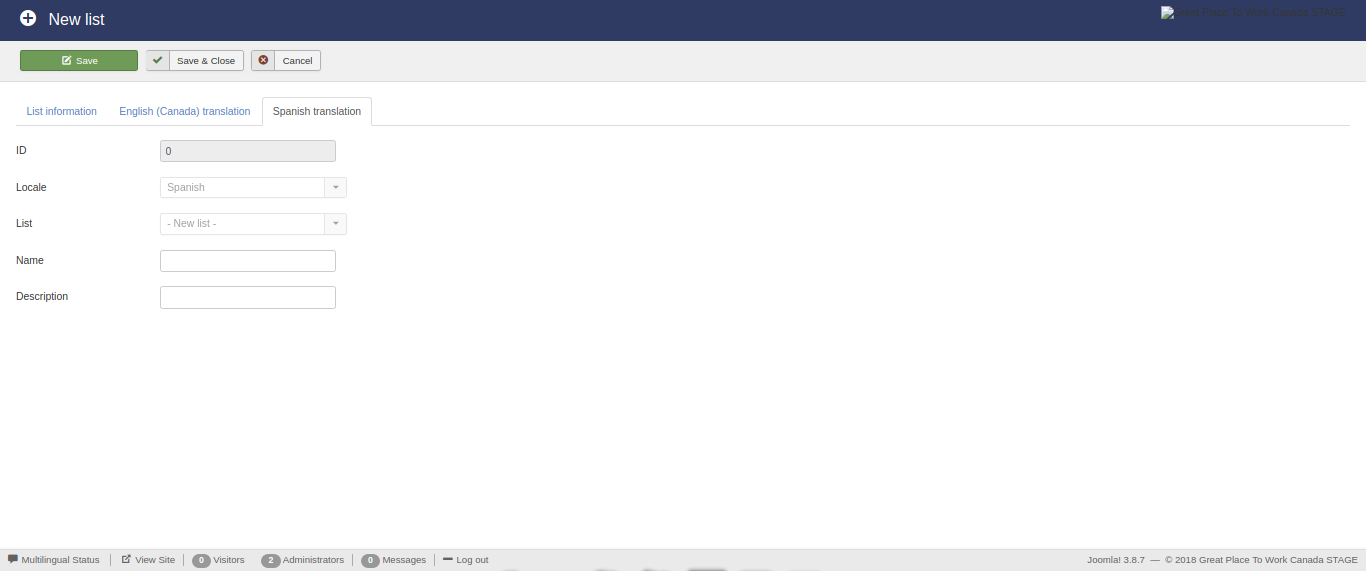 New list
Great Place To Work Canada STAGE
Save
Save & Close
Cancel
List information
English (Canada) translation
Spanish translation
ID
0
Locale
Spanish
List
- New list -
Name
Description
Multilingual Status
View Site
0 Visitors
2 Administrators
0 Messages
Log out
Joomla! 3.8.7 — © 2018 Great Place To Work Canada STAGE